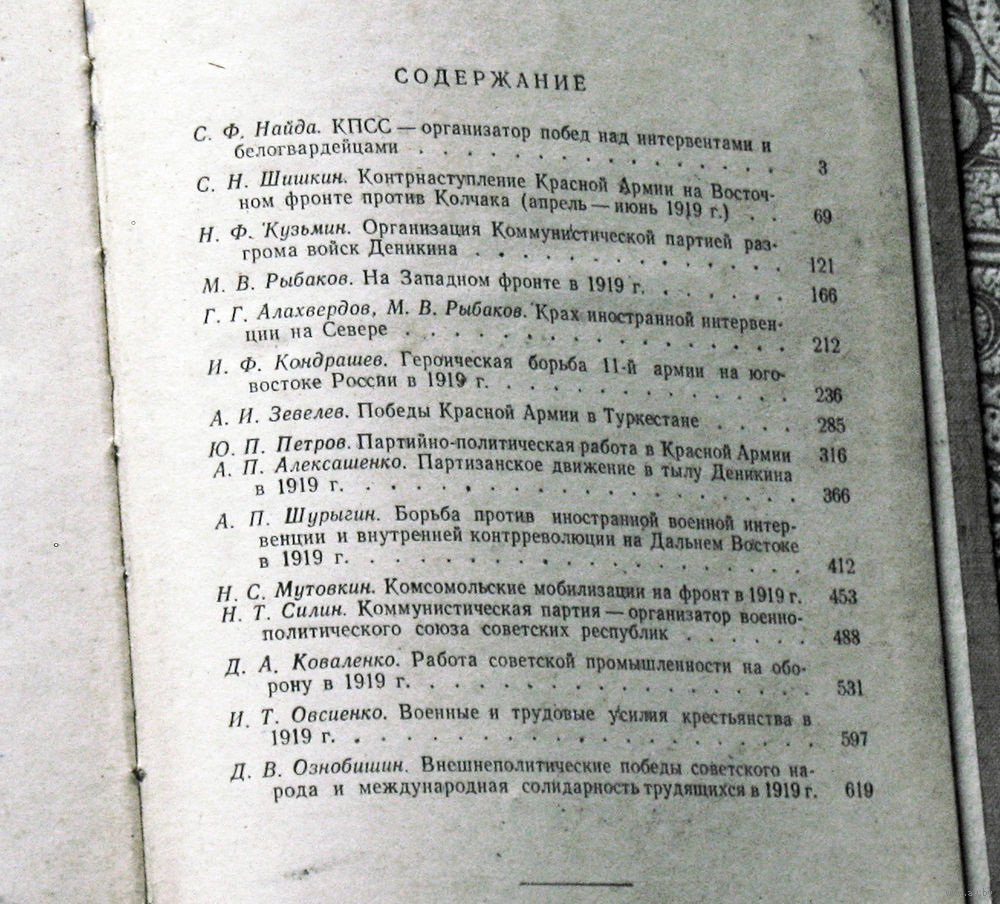 СОДЕРЖАНИЕ
С. Ф. Найда. КПСС — организатор побед над интервентами и
белогвардейцами . . . . . . . . . . . . . . . 3
С. Н. Шишкин. Контрнаступление Красной Армии на Восточ-
ном фронте против Колчака (апрель — июнь 1919 г.) . . 69
Н. Ф. Кузьмин. Организация Коммунистической партией раз-
грома войск Деникина . . . . . . . . . . . . 121
М. В. Рыбаков. На Западном фронте в 1919 г. . . . . . . 166
Г. Г. Алахвердов, М. В. Рыбаков. Крах иностранной интервен-
ции на Севере . . . . . . . . . . . . . . . 212
И. Ф. Кондрашев. Героическая борьба 11-й армии на юго-
востоке России в 1919 г. . . . . . . . . . . . 236
А. И. Зевелев. Победы Красной Армии в Туркестане . . . . 285
Ю. П. Петров. Партийно-политическая работа в Красной Армии 316
А. П. Алексашенко. Партизанское движение в тылу Деникина
в 1919 г. . . . . . . . . . . . . . . . . 366
А. П. Шурыгин. Борьба против иностранной военной интер-
венции и внутренней контрреволюции на Дальнем Востоке
в 1919 г. . . . . . . . . . . . . . . . . 412
Н. С. Мутовкин. Комсомольские мобилизации на фронт в 1919 г. 453
Н. Т. Силин. Коммунистическая партия — организатор военно-
политического союза советских республик . . . . . . 488
Д. А. Коваленко. Работа советской промышленности на обо-
рону в 1919 г. . . . . . . . . . . . . . . 531
И. Т. Овсиенко. Военные и трудовые усилия крестьянства в
1919 г. . . . . . . . . . . . . . . . . . 597
Д. В. Ознобишин. Внешнеполитические победы советского на-
рода и международная солидарность трудящихся в 1919 г. 619